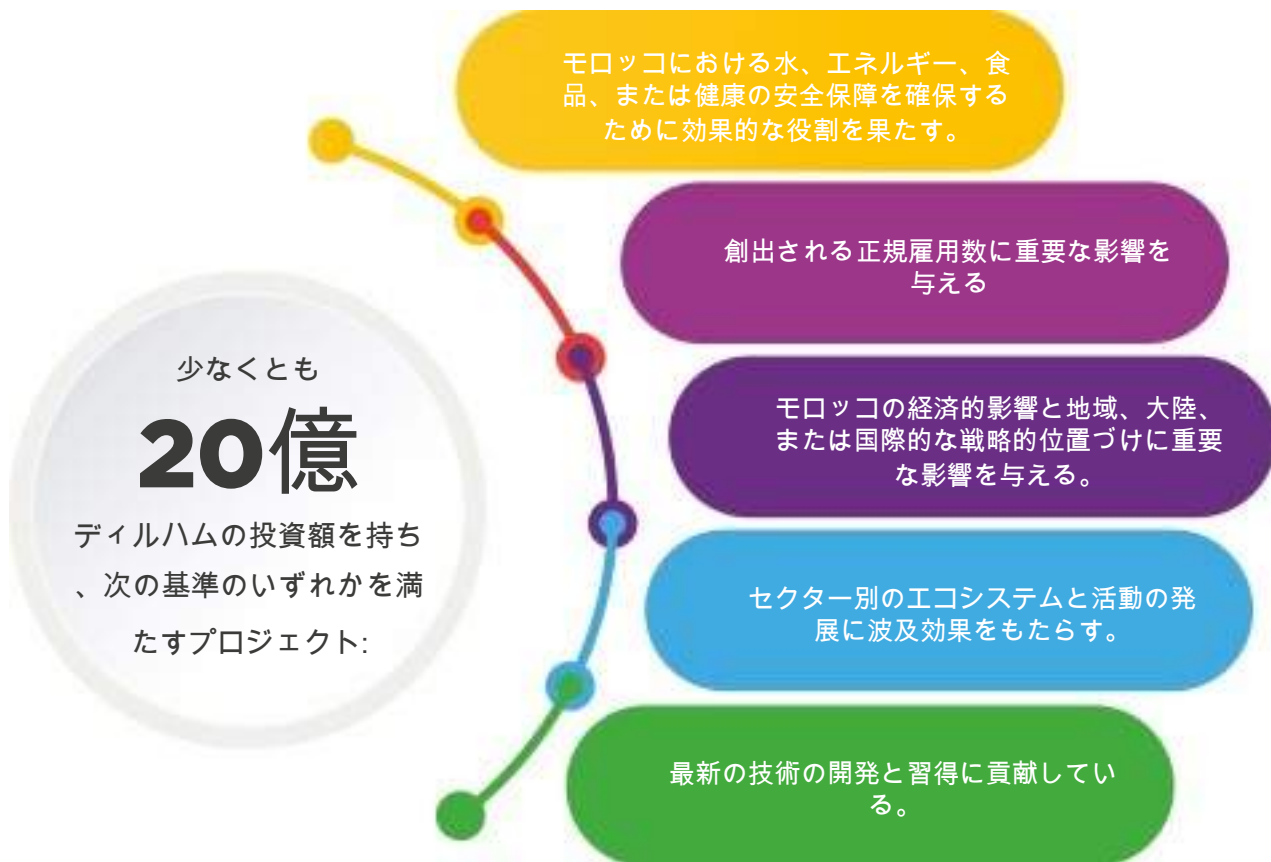 モロッコにおける水、エネルギー、食
品、または健康の安全保障を確保する
ために効果的な役割を果たす。
創出される正規雇用数に重要な影響を
与える
少なくとも
20億
ディルハムの投資額を持ち
、次の基準のいずれかを満
たすプロジェクト:
モロッコの経済的影響と地域、大陸、
または国際的な戦略的位置づけに重要
な影響を与える。
セクター別のエコシステムと活動の発
展に波及効果をもたらす。
最新の技術の開発と習得に貢献してい
る。